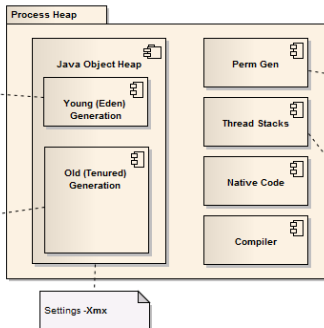 Process Heap
Java Object Heap
Young (Eden)
Generation
Old (Tenured)
Generation
Perm Gen
Thread Stacks
Native Code
Compiler
Settings -Xmx